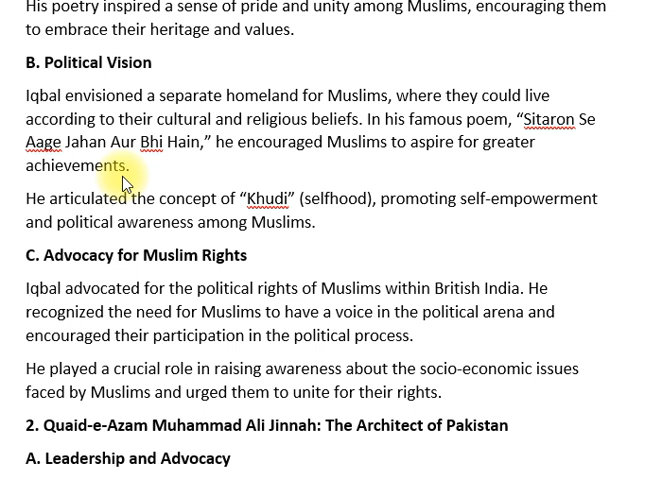 His poetry inspired a sense of pride and unity among Muslims, encouraging them
to embrace their heritage and values.
B. Political Vision
Iqbal envisioned a separate homeland for Muslims, where they could live
according to their cultural and religious beliefs. In his famous poem, “Sitaron Se
Aage Jahan Aur Bhi Hain,” he encouraged Muslims to aspire for greater
achievements.
He articulated the concept of “Khudi” (selfhood), promoting self-empowerment
and political awareness among Muslims.
C. Advocacy for Muslim Rights
Iqbal advocated for the political rights of Muslims within British India. He
recognized the need for Muslims to have a voice in the political arena and
encouraged their participation in the political process.
He played a crucial role in raising awareness about the socio-economic issues
faced by Muslims and urged them to unite for their rights.
2. Quaid-e-Azam Muhammad Ali Jinnah: The Architect of Pakistan
A. Leadership and Advocacy